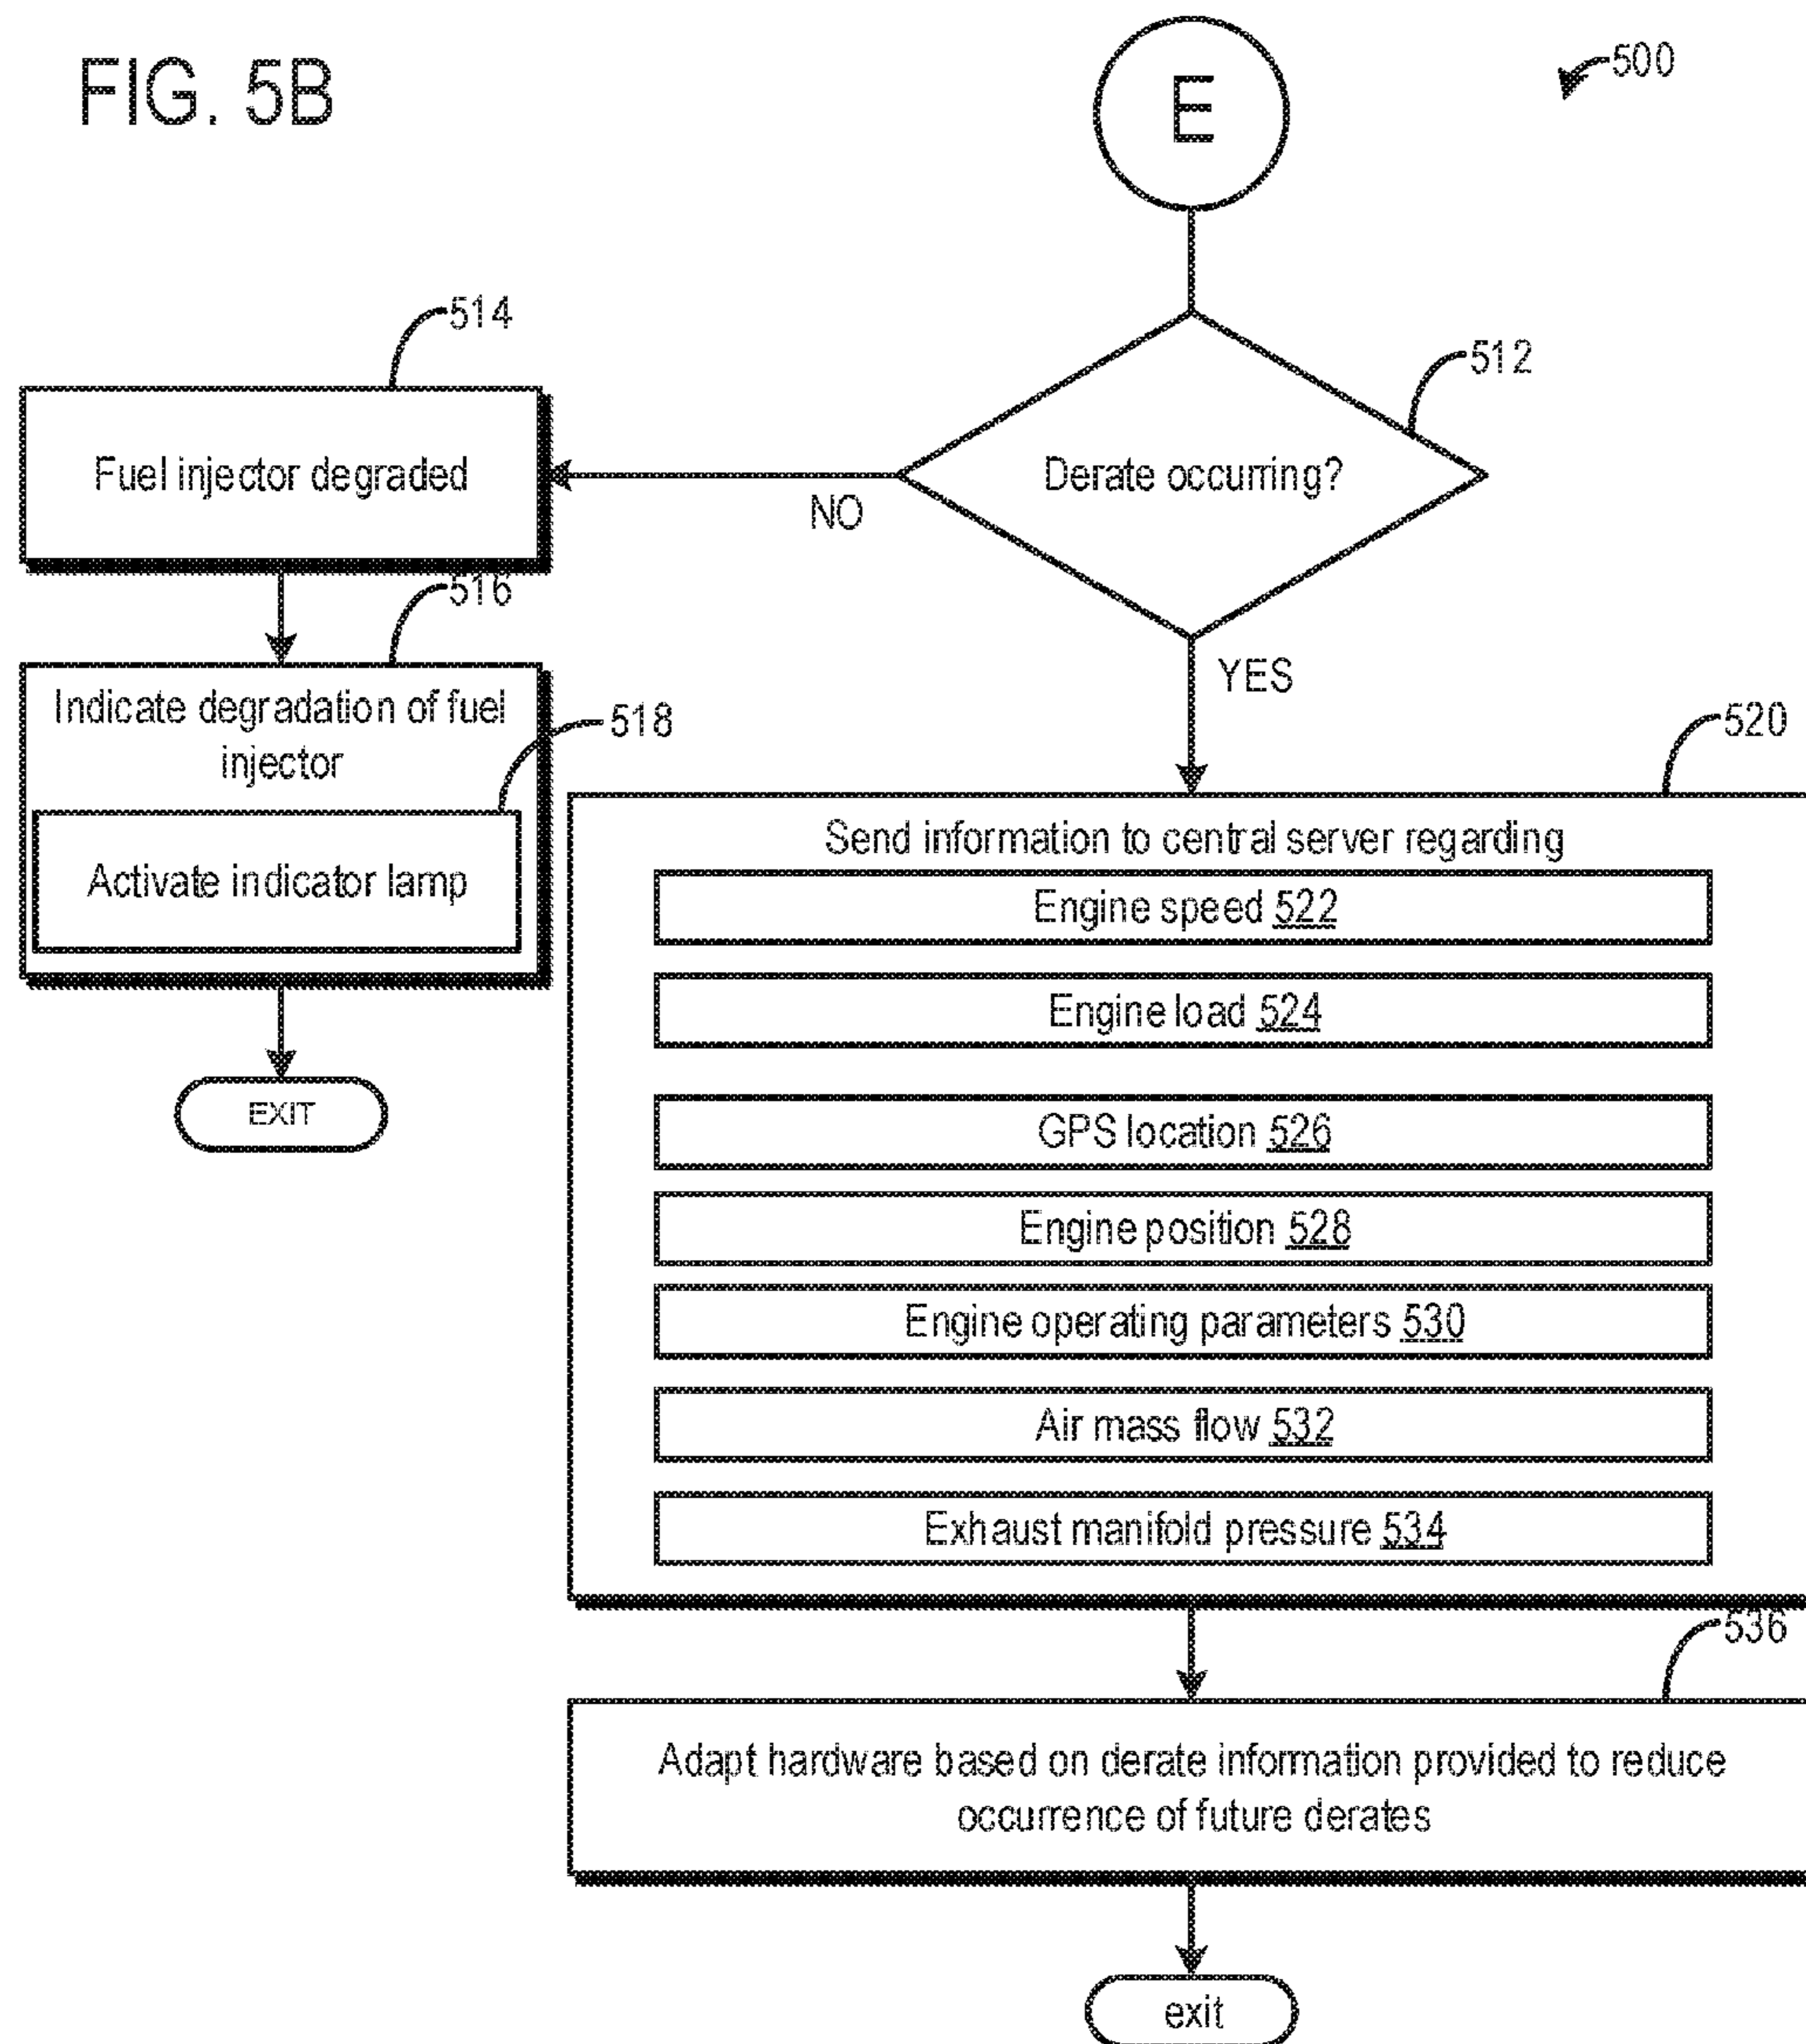 FIG. 5B
E
500
512
Derate occurring?
NO
YES
514
Fuel injector degraded
516
Indicate degradation of fuel
injector
518
Activate indicator lamp
EXIT
520
Send information to central server regarding
Engine speed 522
Engine load 524
GPS location 526
Engine position 528
Engine operating parameters 530
Air mass flow 532
Exhaust manifold pressure 534
536
Adapt hardware based on derate information provided to reduce
occurrence of future derates
exit